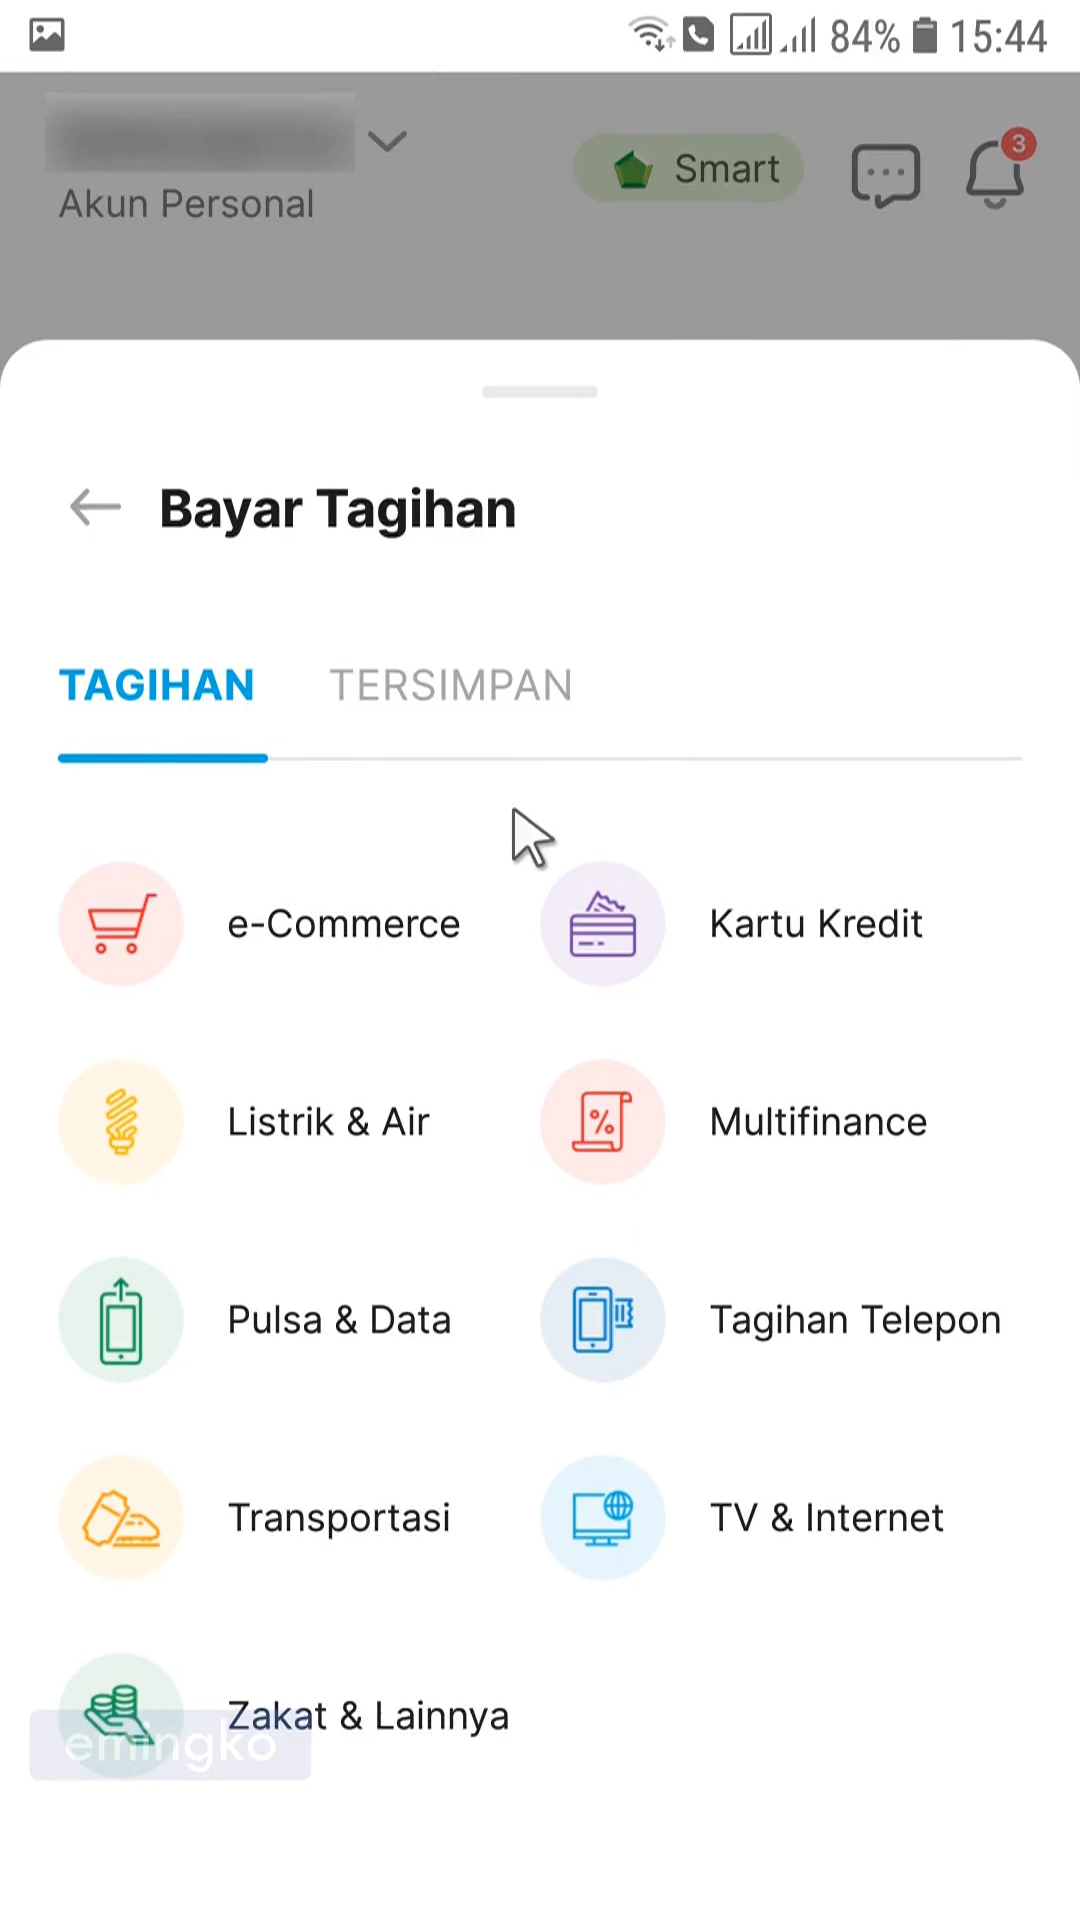 84% 15:44
Smart
3
Akun Personal
Bayar Tagihan
TAGIHAN TERSIMPAN
e-Commerce Kartu Kredit
Listrik & Air Multifinance
%
Pulsa & Data Tagihan Telepon
Transportasi TV & Internet
Zakat & Lainnya
emingko